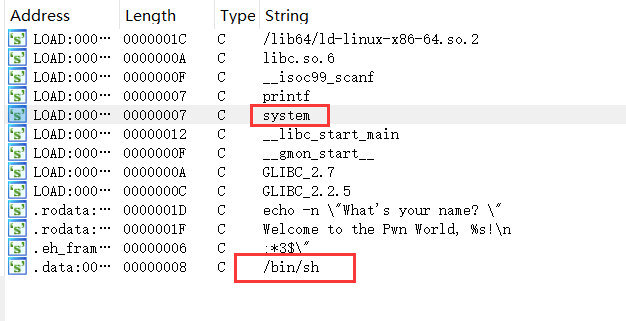 Address Length Type String
LOAD:000… 0000001C C /lib64/ld-linux-x86-64.so.2
LOAD:000… 0000000A C libc.so.6
LOAD:000… 0000000F C __isoc99_scanf
LOAD:000… 00000007 C printf
LOAD:000… 00000007 C system
LOAD:000… 00000012 C __libc_start_main
LOAD:000… 0000000F C __gmon_start__
LOAD:000… 0000000A C GLIBC_2.7
LOAD:000… 0000000C C GLIBC_2.2.5
.rodata:… 0000001D C echo -n \"What's your name? \"
.rodata:… 0000001F C Welcome to the Pwn World, %s!\n
.eh_fram… 00000006 C ;*3$\"
.data:00… 00000008 C /bin/sh